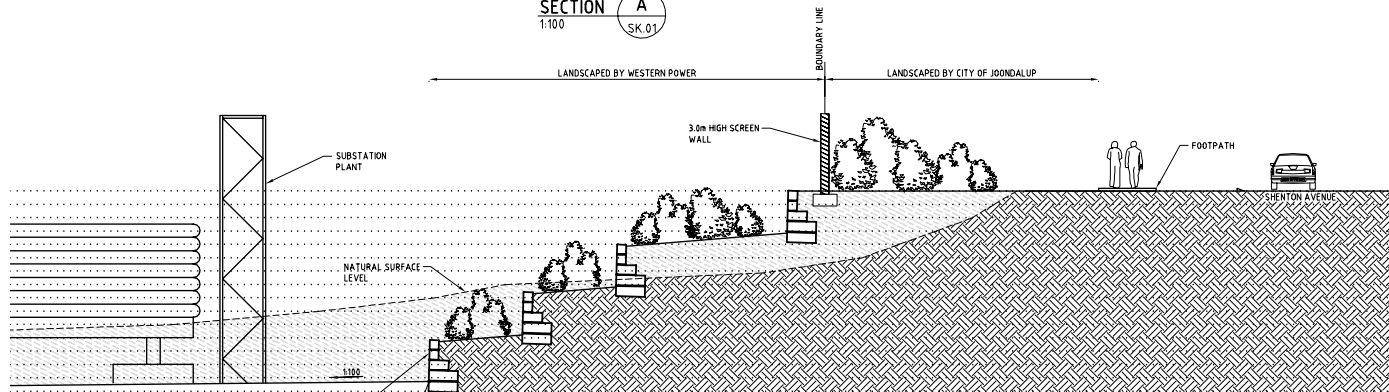 SECTION
1:100
A
SK.01
BOUNDARY LINE
LANDSCAPED BY WESTERN POWER
LANDSCAPED BY CITY OF JOONDALUP
3.0m HIGH SCREEN
WALL
SUBSTATION
PLANT
FOOTPATH
SHENTON AVENUE
NATURAL SURFACE
LEVEL
1:100